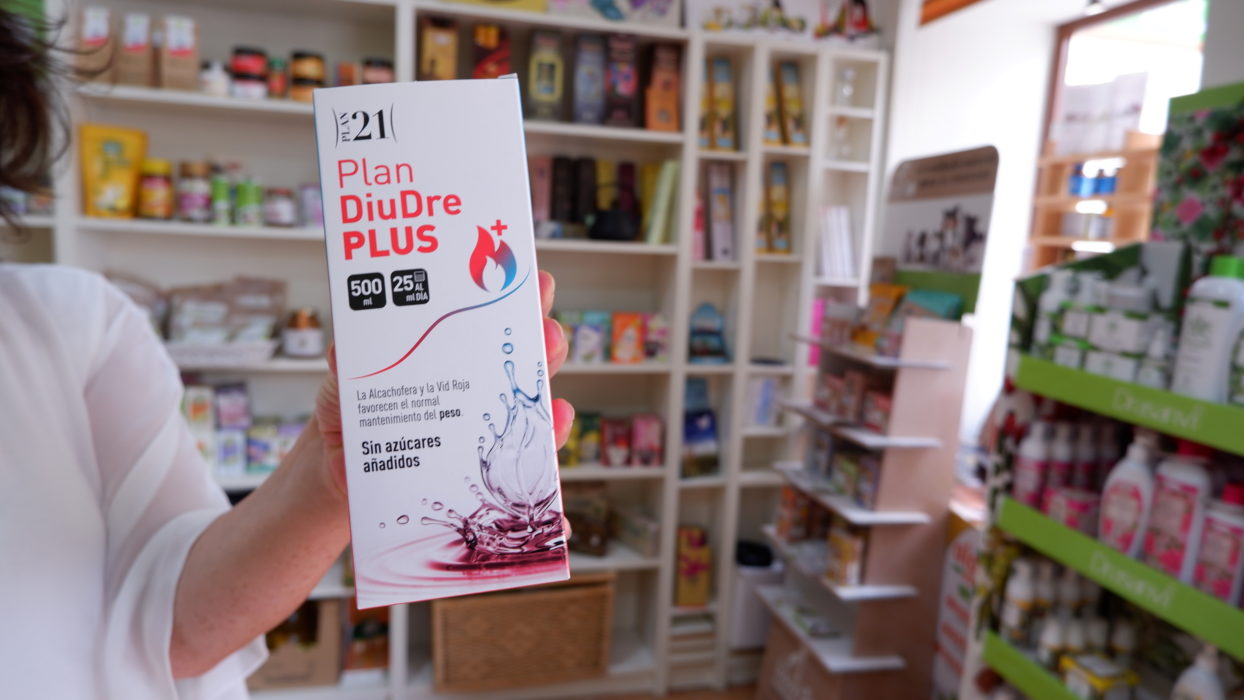 PLAN 21
Plan
DiuDre
PLUS
500 ml
25 AL
ml DÍA
La Alcachofera y la Vid Roja
favorecen el normal
mantenimiento del peso.
Sin azúcares
añadidos